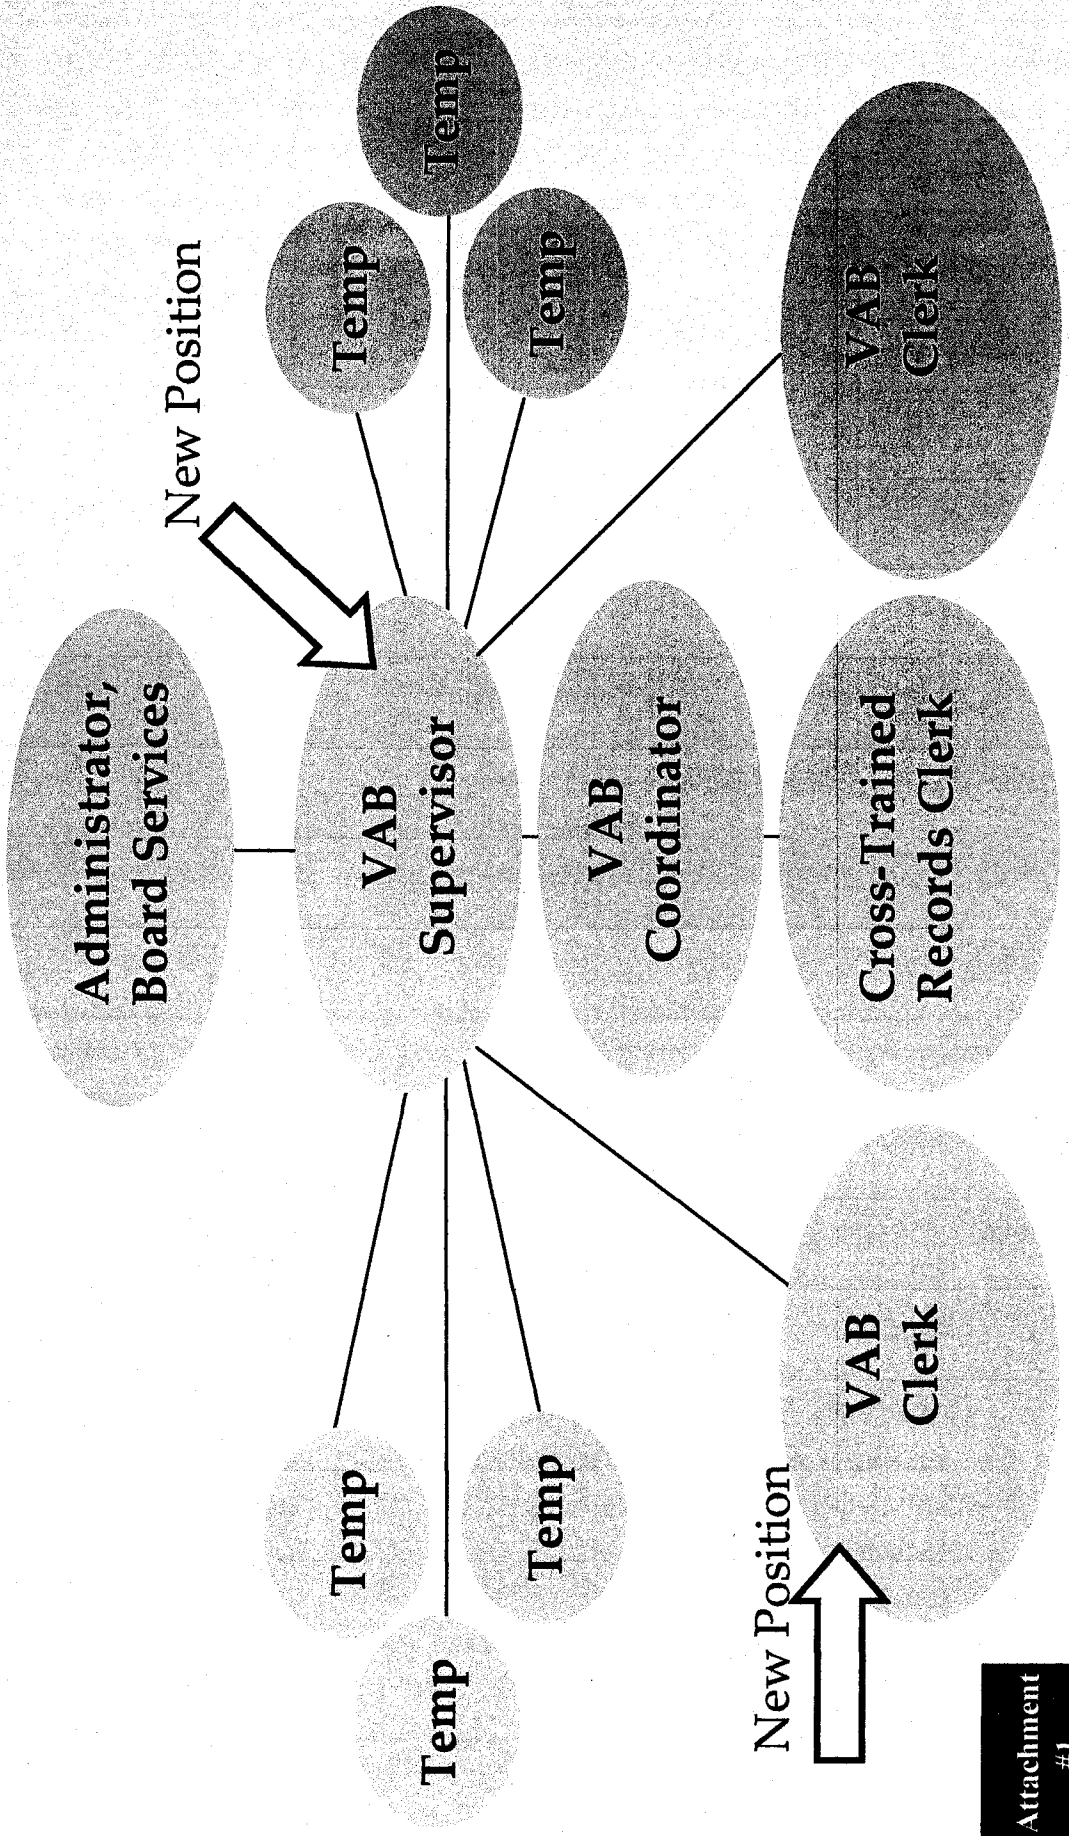 Administrator,
Board Services
New Position
VAB
Supervisor
Temp
Temp
Temp
Temp
Temp
Temp
VAB
Coordinator
New Position
VAB
Clerk
Cross-Trained
Records Clerk
VAB
Clerk
Attachment
#1